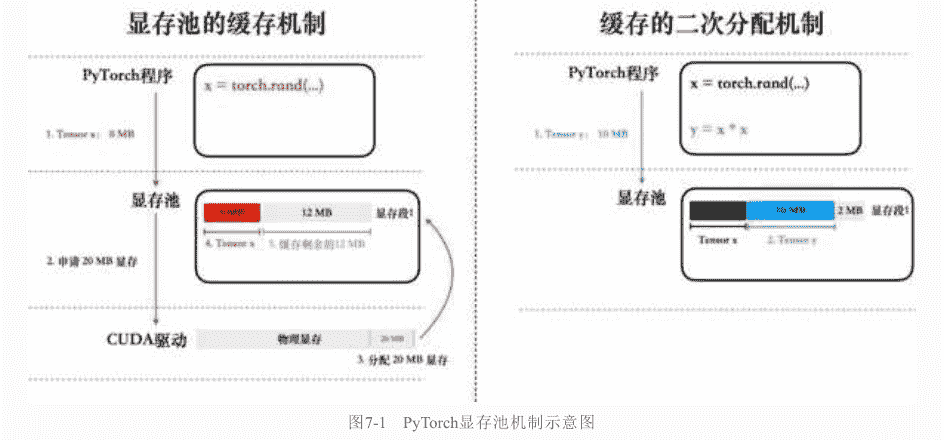 显存池的缓存机制
PyTorch程序
x = torch.rand(...)
1. Tensor x: 8 MB
显存池
12 MB
显存段1
4. Tensor x
5. 缓存剩余的12 MB
2. 申请 20 MB 显存
CUDA驱动
物理显存
20 MB
3. 分配 20 MB 显存
缓存的二次分配机制
PyTorch程序
x = torch.rand(...)
y = x * x
1. Tensor y: 10 MB
显存池
10 MB
2 MB
显存段1
Tensor x
2. Tensor y
图7-1 PyTorch显存池机制示意图